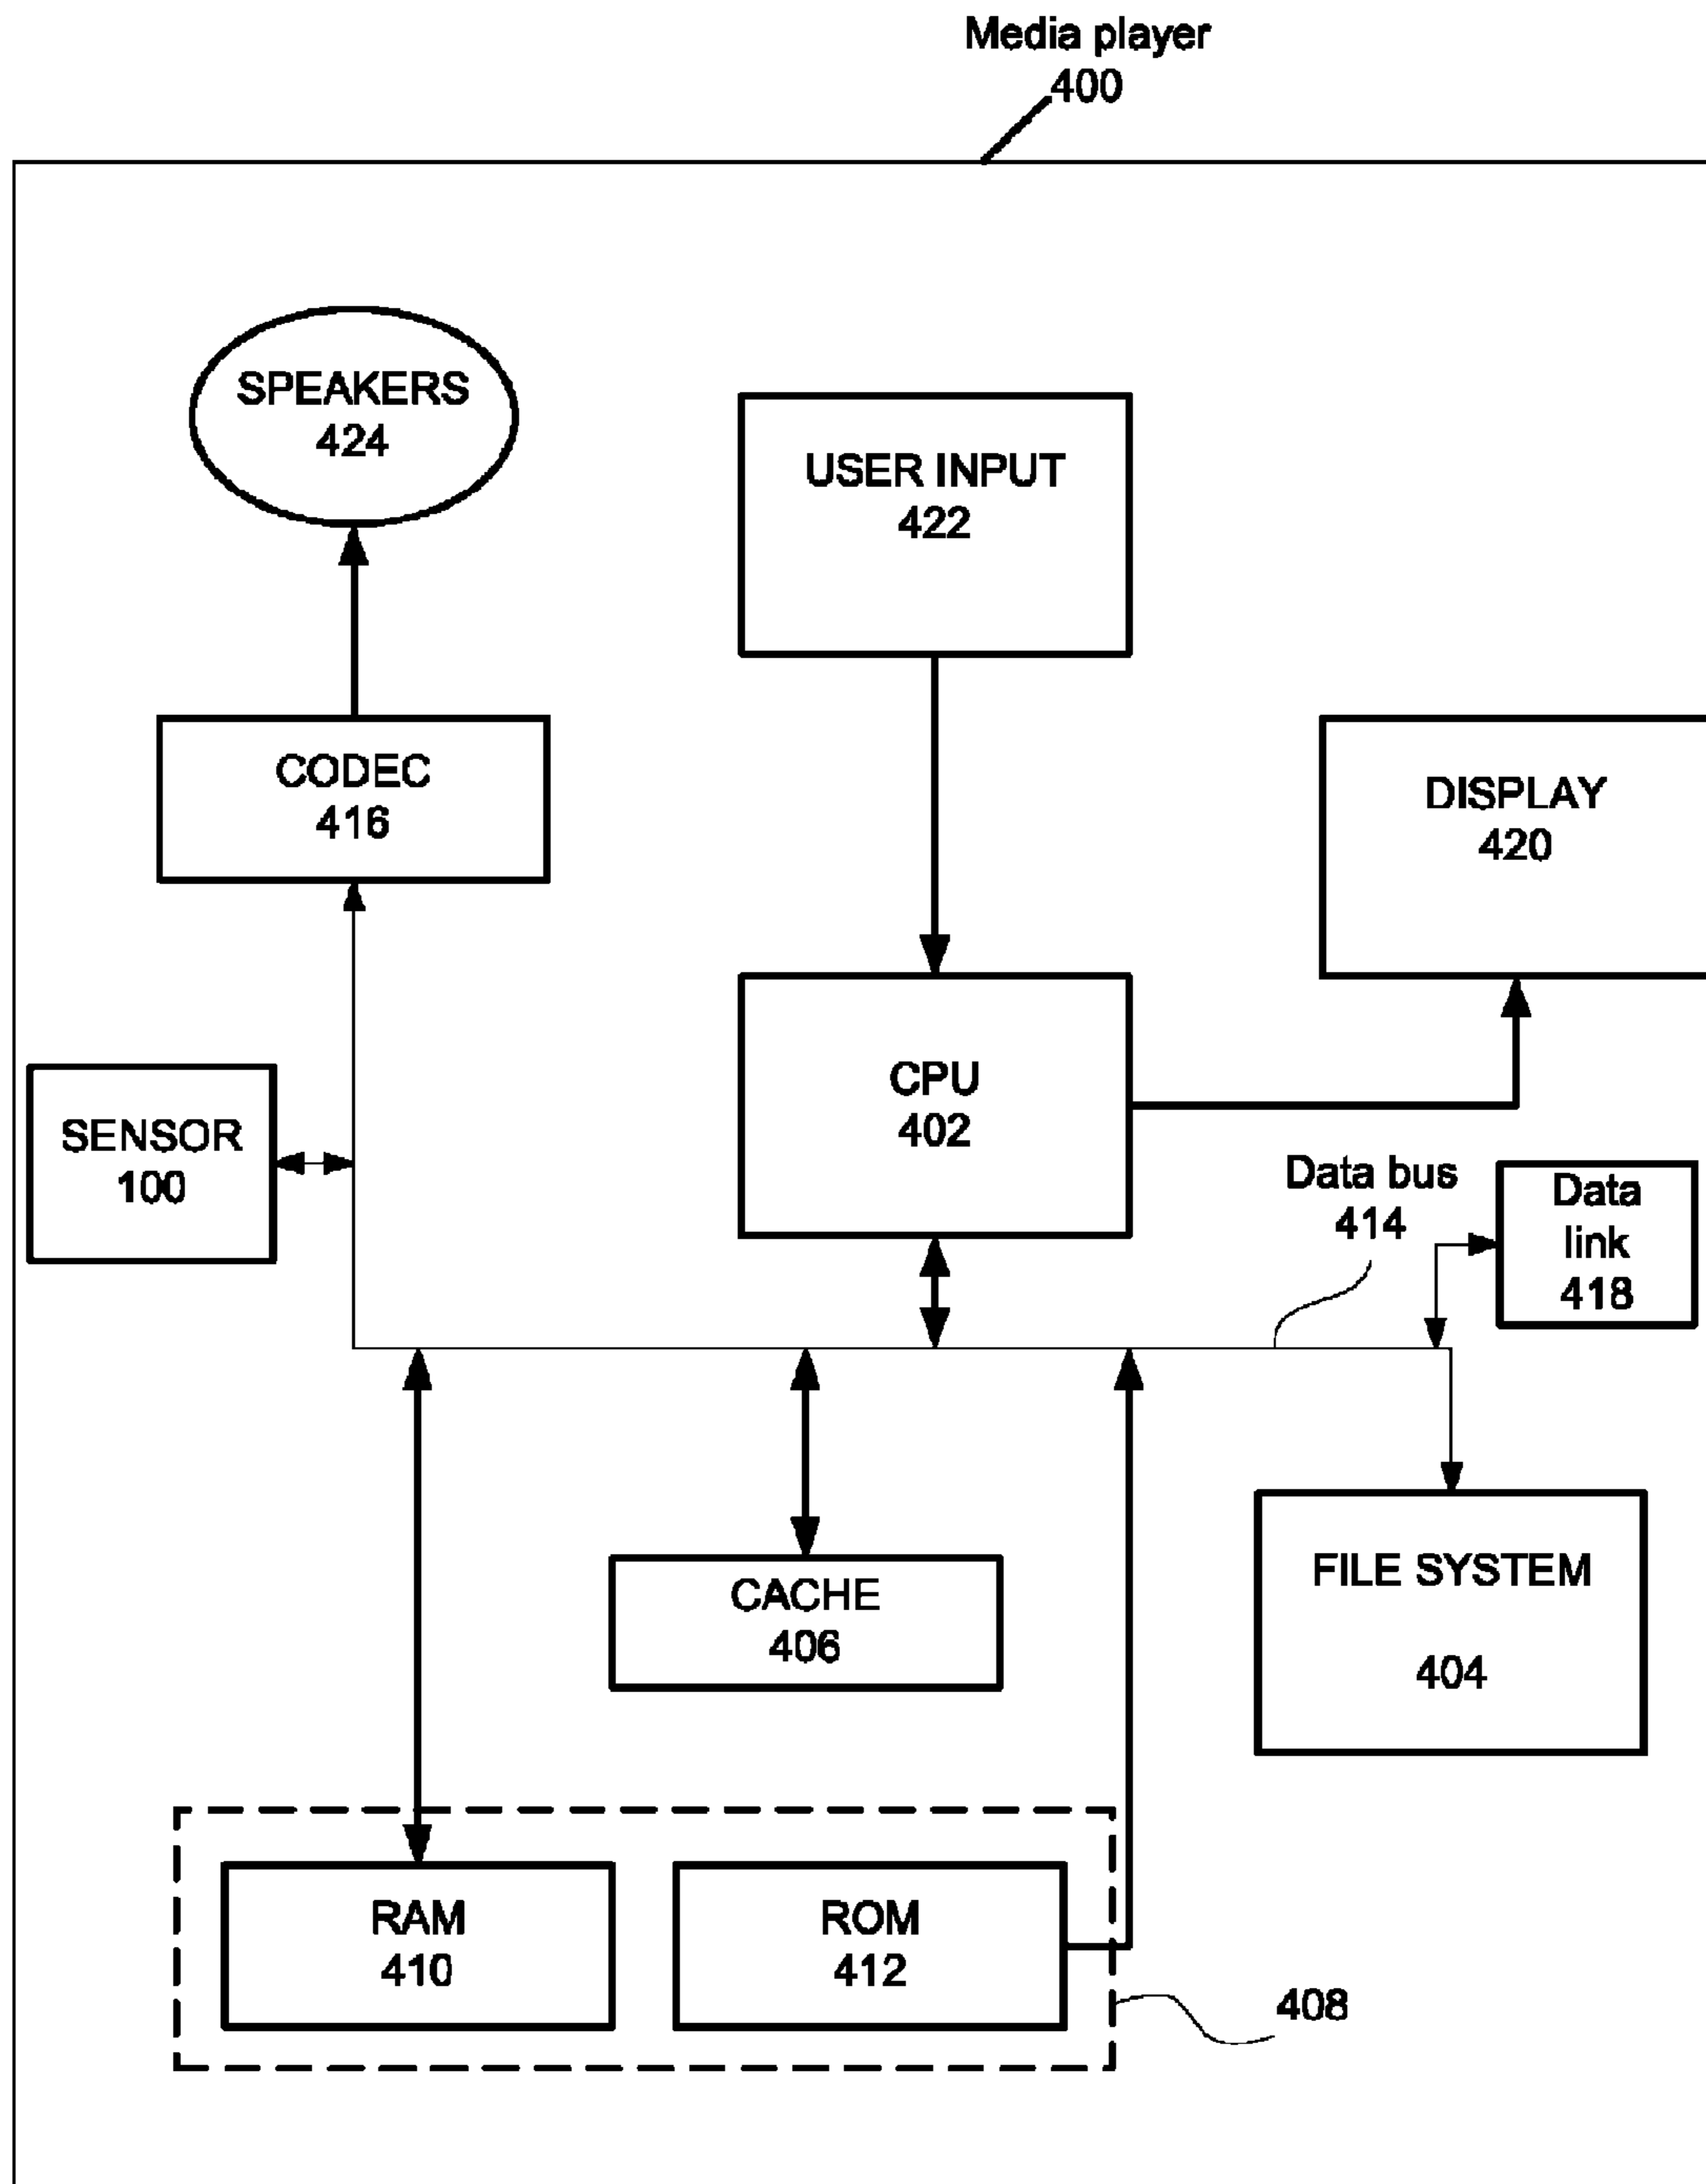 Media player
400
SPEAKERS
424
USER INPUT
422
CODEC
416
DISPLAY
420
CPU
402
SENSOR
100
Data bus
414
Data
link
418
CACHE
406
FILE SYSTEM
404
RAM
410
ROM
412
408